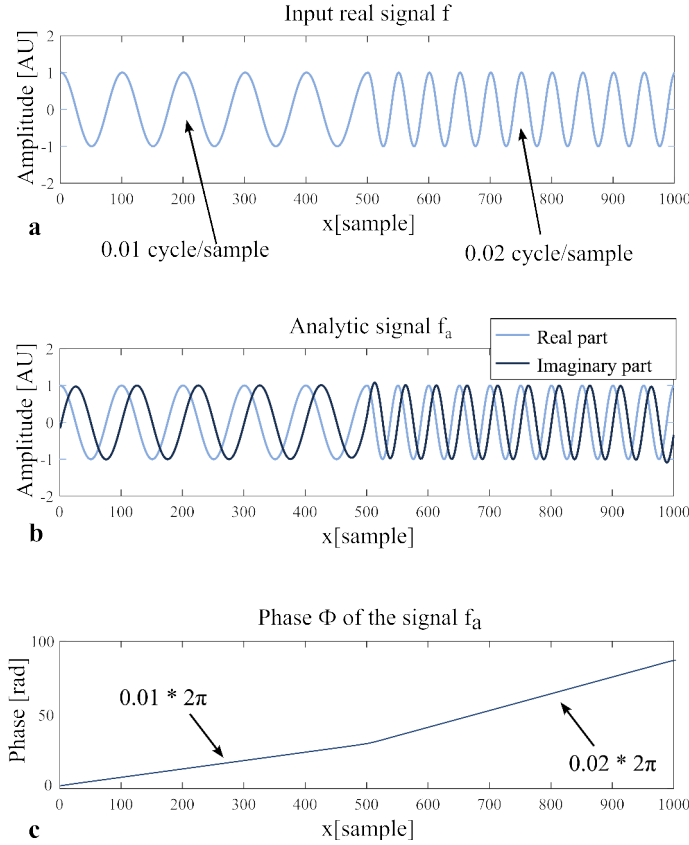 Input real signal f
Amplitude [AU]
2
1
0
-1
-2
0 100 200 300 400 500 600 700 800 900 1000
x[sample]
a
0.01 cycle/sample
0.02 cycle/sample
Analytic signal fa
Real part
Imaginary part
Amplitude [AU]
2
1
0
-1
-2
0 100 200 300 400 500 600 700 800 900 1000
x[sample]
b
Phase Φ of the signal fa
Phase [rad]
100
50
0
0.01 * 2π
0.02 * 2π
0 100 200 300 400 500 600 700 800 900 1000
x[sample]
c